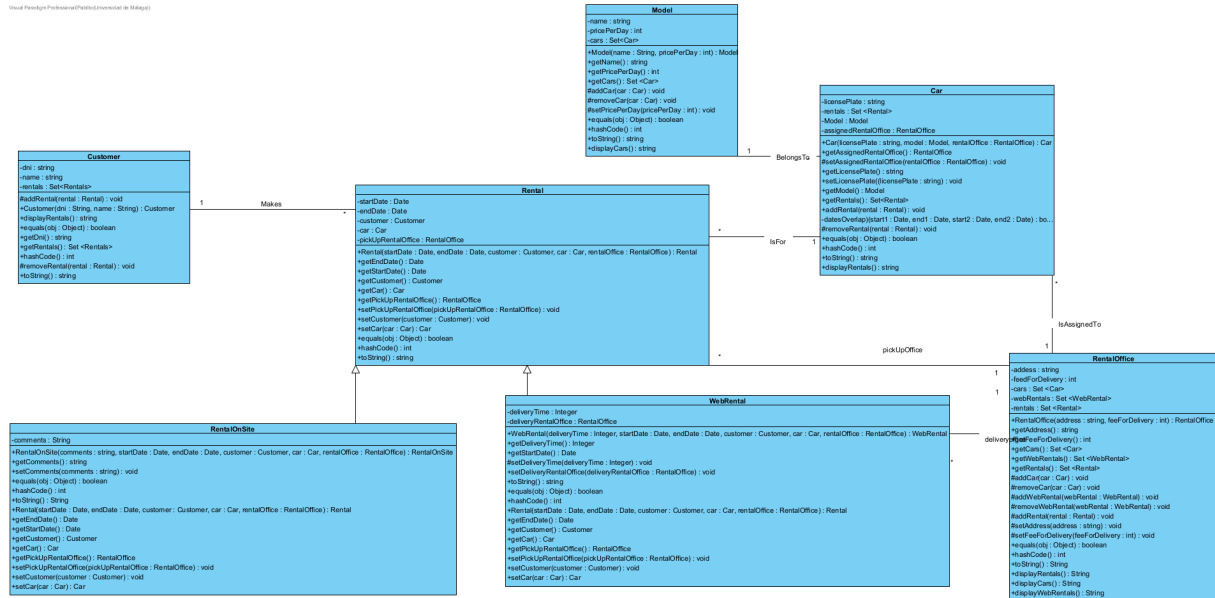 Visual Paradigm Professional(Pablito(Universidad de Málaga))
Model
-name : string
-pricePerDay : int
-cars : Set<Car>
+Model(name : String, pricePerDay : int) : Model
+getName() : string
+getPricePerDay() : int
+getCars() : Set <Car>
#addCar(car : Car) : void
#removeCar(car : Car) : void
#setPricePerDay(pricePerDay : int) : void
+equals(obj : Object) : boolean
+hashCode() : int
+toString() : string
+displayCars() : string
1
BelongsTo
Car
-licensePlate : string
-rentals : Set <Rental>
-Model : Model
-assignedRentalOffice : RentalOffice
+Car(licensePlate : string, model : Model, rentalOffice : RentalOffice) : Car
+getAssignedRentalOffice() : RentalOffice
#setAssignedRentalOffice(rentalOffice : RentalOffice) : void
+getLicensePlate() : string
+setLicensePlate((licensePlate : string) : void
+getModel() : Model
+getRentals() : Set<Rental>
+addRental(rental : Rental) : void
-datesOverlap)(start1 : Date, end1 : Date, start2 : Date, end2 : Date) : bo...
#removeRental(rental : Rental) : void
+equals(obj : Object) : boolean
+hashCode() : int
+toString() : string
+displayRentals() : string
Customer
-dni : string
-name : string
-rentals : Set<Rentals>
#addRental(rental : Rental) : void
+Customer(dni : String, name : String) : Customer
+displayRentals() : string
+equals(obj : Object) : boolean
+getDni() : string
+getRentals() : Set <Rentals>
+hashCode() : int
#removeRental(rental : Rental) : void
+toString() : string
1
Makes
*
Rental
-startDate : Date
-endDate : Date
-customer : Customer
-car : Car
-pickUpRentalOffice : RentalOffice
+Rental(startDate : Date, endDate : Date, customer : Customer, car : Car, rentalOffice : RentalOffice) : Rental
+getEndDate() : Date
+getStartDate() : Date
+getCustomer() : Customer
+getCar() : Car
+getPickUpRentalOffice() : RentalOffice
+setPickUpRentalOffice(pickUpRentalOffice : RentalOffice) : void
+setCustomer(customer : Customer) : void
+setCar(car : Car) : Car
+equals(obj : Object) : boolean
+hashCode() : int
+toString() : string
*
IsFor
1
*
IsAssignedTo
1
pickUpOffice
*
1
1
RentalOffice
-addess : string
-feedForDelivery : int
-cars : Set <Car>
-webRentals : Set <WebRental>
-rentals : Set <Rental>
+RentalOffice(address : string, feeForDelivery : int) : RentalOffice
+getAddress() : string
FeeForDelivery() : int
+getCars() : Set <Car>
+getWebRentals() : Set <WebRental>
+getRentals() : Set <Rental>
#addCar(car : Car) : void
#removeCar(car : Car) : void
#addWebRental(webRental : WebRental) : void
#removeWebRental(webRental : WebRental) : void
#addRental(rental : Rental) : void
#setAddress(address : string) : void
#setFeeForDelivery(feeForDelivery : int) : void
+equals(obj : Object) : boolean
+hashCode() : int
+toString() : String
+displayRentals() : String
+displayCars() : String
+displayWebRentals() : String
RentalOnSite
-comments : String
+RentalOnSite(comments : string, startDate : Date, endDate : Date, customer : Customer, car : Car, rentalOffice : RentalOffice) : RentalOnSite
+getComments() : string
+setComments(comments : string) : void
+equals(obj : Object) : boolean
+hashCode() : int
+toString() : String
+Rental(startDate : Date, endDate : Date, customer : Customer, car : Car, rentalOffice : RentalOffice) : Rental
+getEndDate() : Date
+getStartDate() : Date
+getCustomer() : Customer
+getCar() : Car
+getPickUpRentalOffice() : RentalOffice
+setPickUpRentalOffice(pickUpRentalOffice : RentalOffice) : void
+setCustomer(customer : Customer) : void
+setCar(car : Car) : Car
WebRental
-deliveryTime : Integer
-deliveryRentalOffice : RentalOffice
+WebRental(deliveryTime : Integer, startDate : Date, endDate : Date, customer : Customer, car : Car, rentalOffice : RentalOffice) : WebRental
+getDeliveryTime() : Integer
+getStartDate() : Date
#setDeliveryTime(deliveryTime : Integer) : void
+setDeliveryRentalOffice(deliveryRentalOffice : RentalOffice) : void
+toString() : string
+equals(obj : Object) : boolean
+hashCode() : int
+Rental(startDate : Date, endDate : Date, customer : Customer, car : Car, rentalOffice : RentalOffice) : Rental
+getEndDate() : Date
+getCustomer() : Customer
+getCar() : Car
+getPickUpRentalOffice() : RentalOffice
+setPickUpRentalOffice(pickUpRentalOffice : RentalOffice) : void
+setCustomer(customer : Customer) : void
+setCar(car : Car) : Car
*